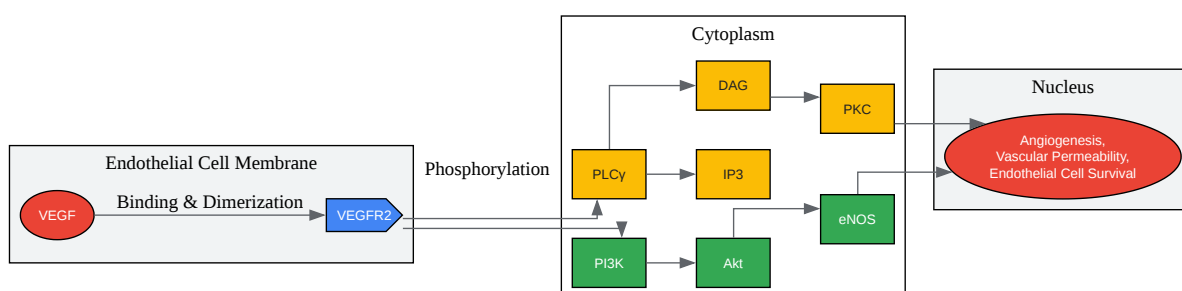 Cytoplasm
DAG
PKC
Nucleus
Angiogenesis,
Vascular Permeability,
Endothelial Cell Survival
Endothelial Cell Membrane
Phosphorylation
PLCγ
IP3
Binding & Dimerization
VEGF
VEGFR2
eNOS
PI3K
Akt